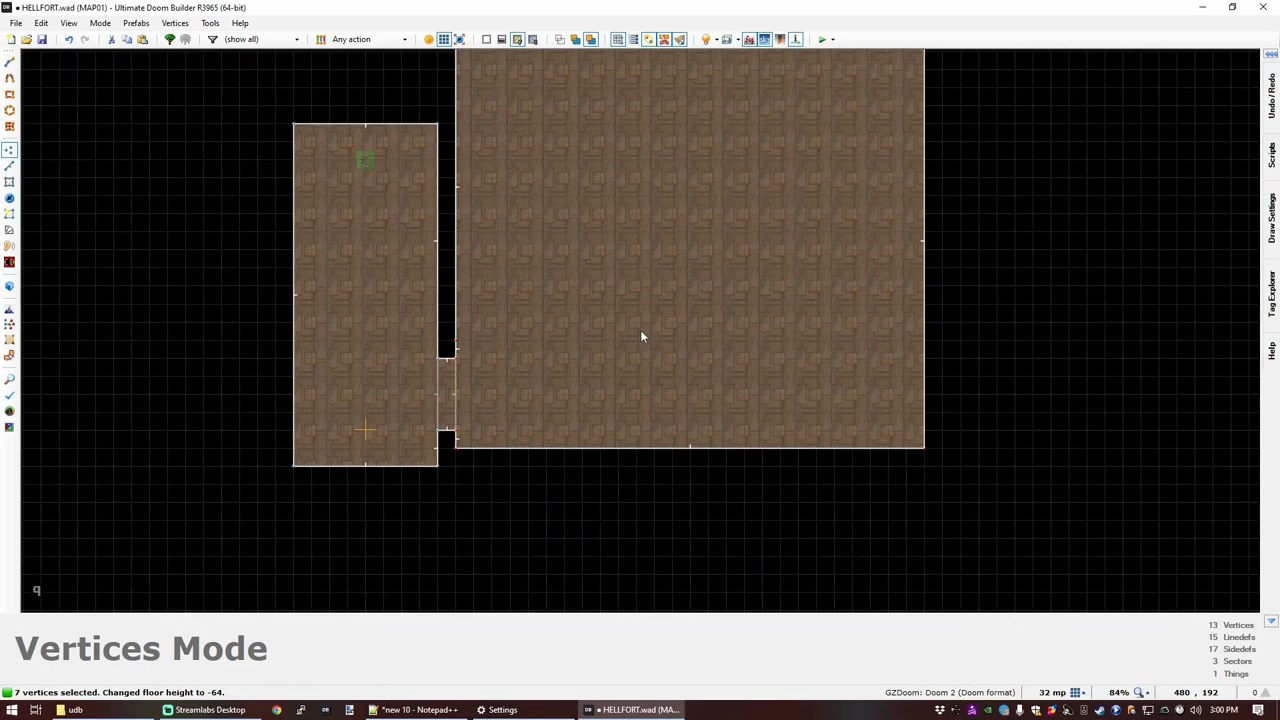 ● HELLFORT.wad (MAP01) - Ultimate Doom Builder R3965 (64-bit)
File Edit View Mode Prefabs Vertices Tools Help
(show all) Any action
Undo/Redo
Scripts
Draw Settings
Tag Explorer
Help
q
Vertices Mode
13 Vertices
15 Linedefs
17 Sidedefs
3 Sectors
1 Things
7 vertices selected. Changed floor height to -64.
GZDoom: Doom 2 (Doom format) 32 mp 84% 480 , 192 0
udb Streamlabs Desktop *new 10 - Notepad++ Settings HELLFORT.wad (MA... 3:00 PM